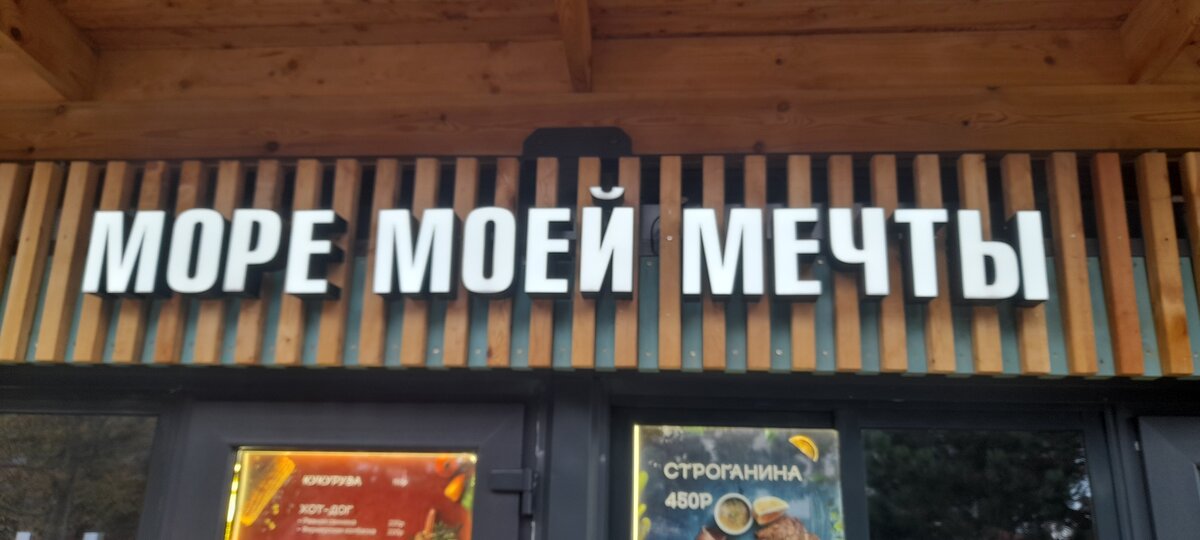 МОРЕ МОЕЙ МЕЧТЫ
КУКУРУЗА
ХОТ-ДОГ
СТРОГАНИНА
450Р